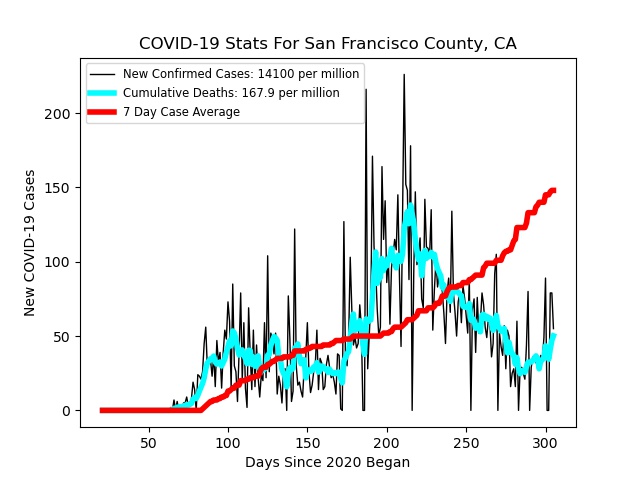 COVID-19 Stats For San Francisco County, CA
New Confirmed Cases: 14100 per million
Cumulative Deaths: 167.9 per million
7 Day Case Average
New COVID-19 Cases
200
150
100
50
0
50 100 150 200 250 300
Days Since 2020 Began